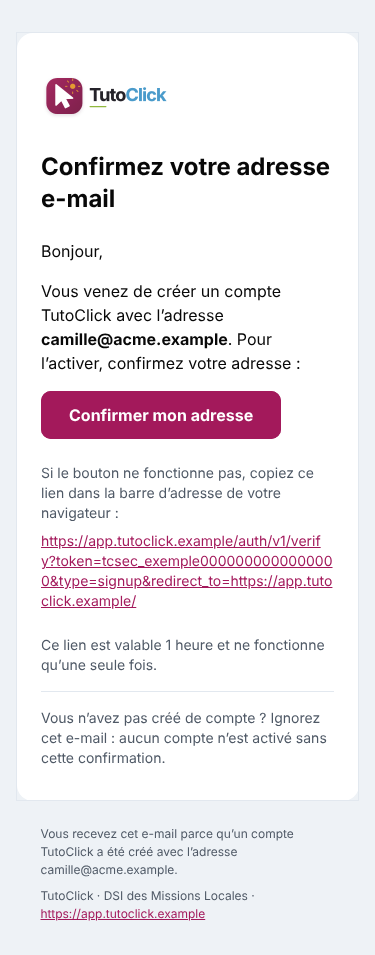 TutoClick
Confirmez votre adresse
e-mail
Bonjour,
Vous venez de créer un compte
TutoClick avec l’adresse
camille@acme.example. Pour
l’activer, confirmez votre adresse :
Confirmer mon adresse
Si le bouton ne fonctionne pas, copiez ce
lien dans la barre d’adresse de votre
navigateur :
https://app.tutoclick.example/auth/v1/verif
y?token=tcsec_exemple000000000000000
0&type=signup&redirect_to=https://app.tuto
click.example/
Ce lien est valable 1 heure et ne fonctionne
qu’une seule fois.
Vous n’avez pas créé de compte ? Ignorez
cet e-mail : aucun compte n’est activé sans
cette confirmation.
Vous recevez cet e-mail parce qu’un compte
TutoClick a été créé avec l’adresse
camille@acme.example.
TutoClick · DSI des Missions Locales ·
https://app.tutoclick.example